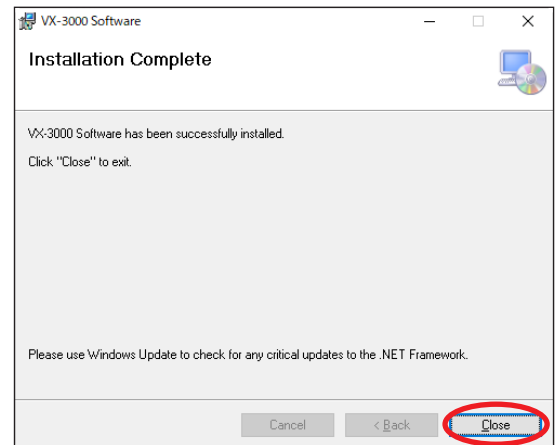 VX-3000 Software
Installation Complete
VX-3000 Software has been successfully installed.
Click "Close" to exit.
Please use Windows Update to check for any critical updates to the .NET Framework.
Cancel
< Back
Close